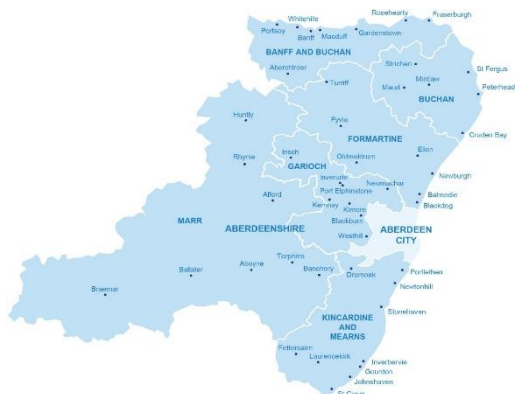 Rosehearty
Fraserburgh
Whitehills
Portsoy
Banff
Macduff
Gardenstown
BANFF AND BUCHAN
Aberchirder
Strichen
St Fergus
Turriff
Maud
Mintlaw
Peterhead
BUCHAN
Huntly
Fyvie
Cruden Bay
FORMARTINE
Insch
Ellon
Rhynie
GARIOCH
Oldmeldrum
Newburgh
Inverurie
Port Elphinstone
Newmachar
Balmedie
Alford
Kemnay
Kintore
Blackdog
MARR
Blackburn
ABERDEENSHIRE
Westhill
ABERDEEN
CITY
Torphins
Aboyne
Banchory
Drumoak
Portlethen
Ballater
Newtonhill
Braemar
KINCARDINE
AND
MEARNS
Stonehaven
Fettercairn
Laurencekirk
Inverbervie
Gourdon
Johnshaven
St Cyrus